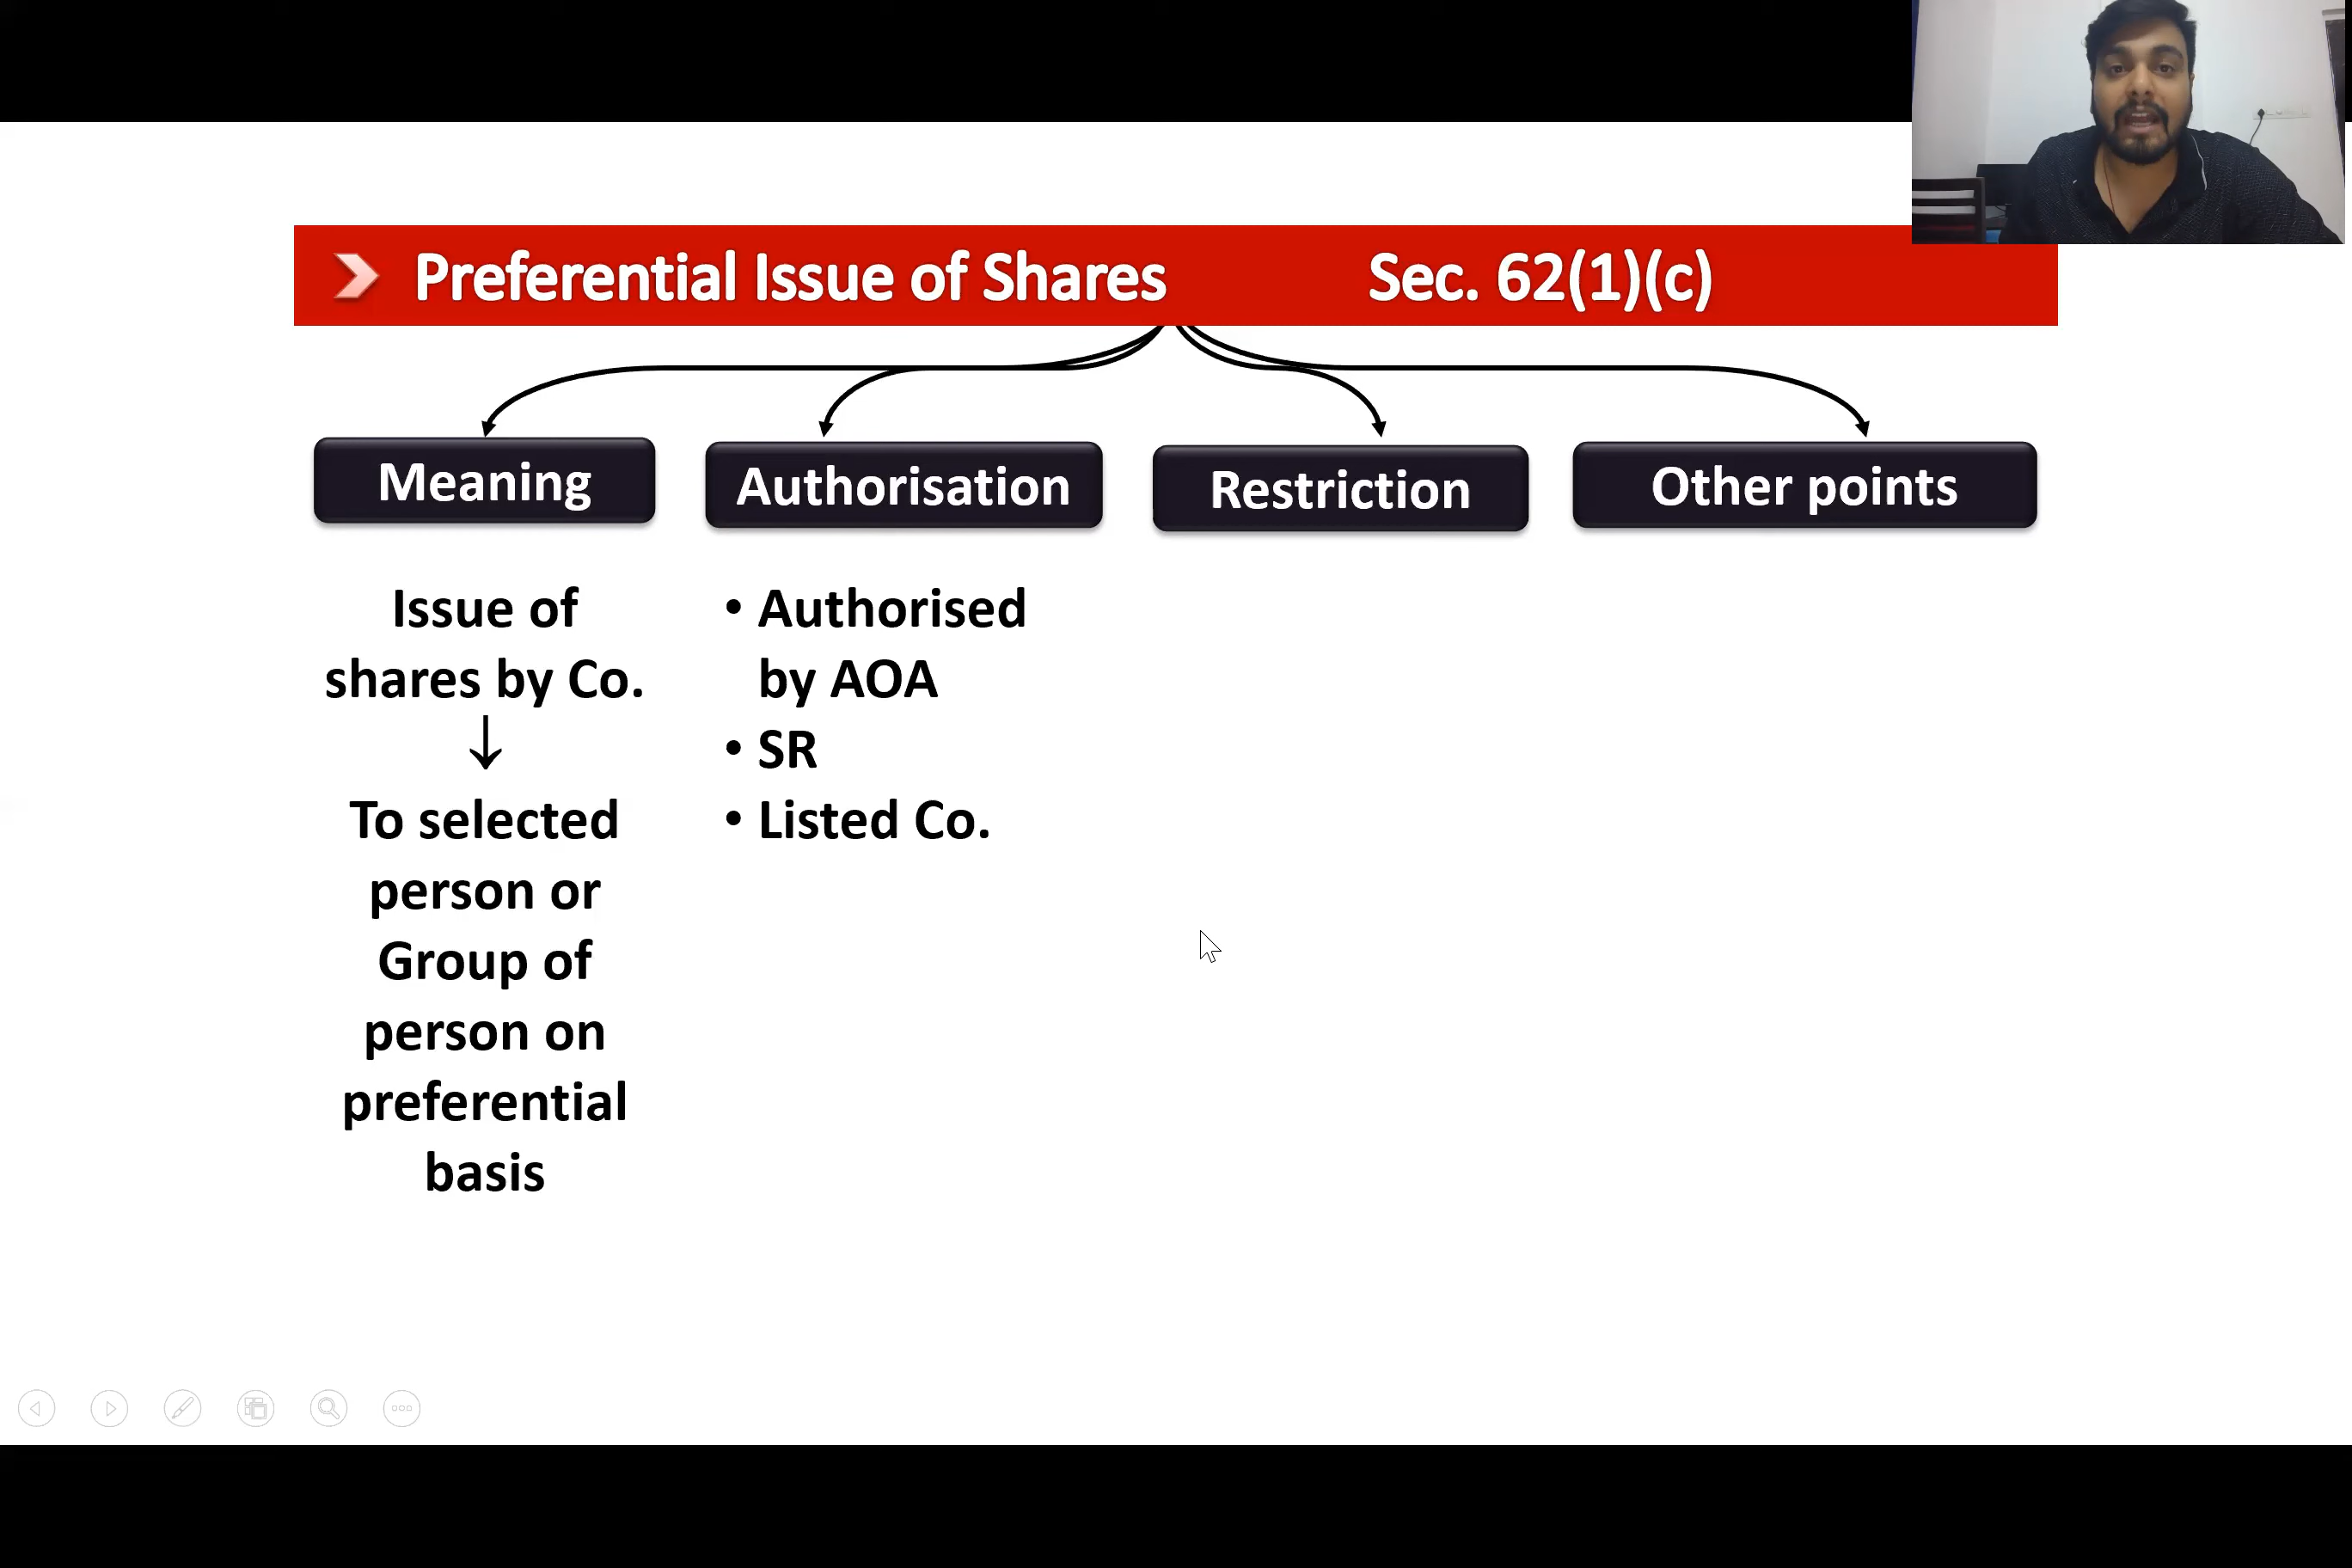 Preferential Issue of Shares Sec. 62(1)(c)
Meaning
Issue of
shares by Co.
↓
To selected
person or
Group of
person on
preferential
basis
Authorisation
• Authorised
by AOA
• SR
• Listed Co.
Restriction
Other points